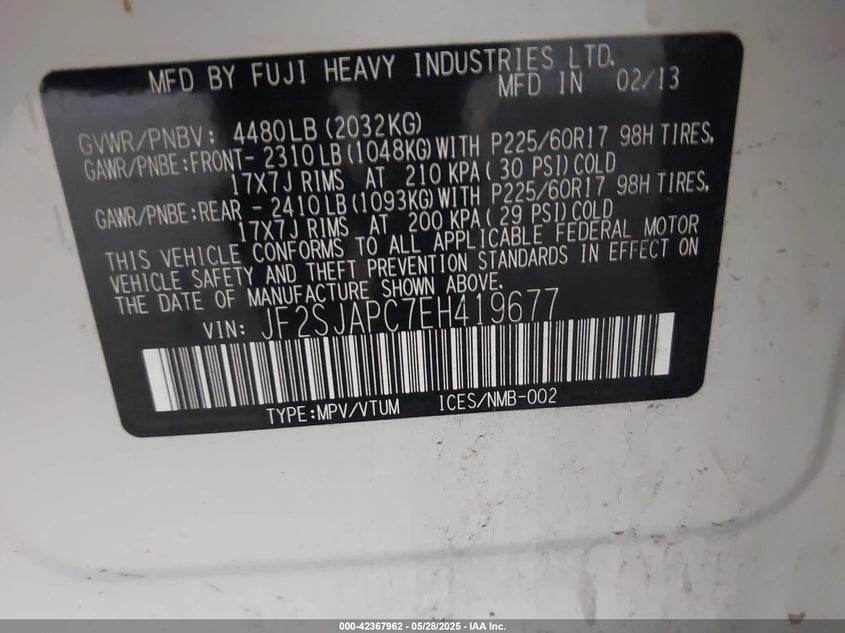 MFD BY FUJI HEAVY INDUSTRIES LTD.
MFD IN 02/13
GVWR/PNBV: 4480LB(2032KG)
GAWR/PNBE:FRONT- 2310LB(1048KG)WITH P225/60R17 98H TIRES,
17X7J RIMS AT 210 KPA( 30 PSI)COLD
GAWR/PNBE:REAR - 2410LB(1093KG)WITH P225/60R17 98H TIRES,
17X7J RIMS AT 200 KPA( 29 PSI)COLD
THIS VEHICLE CONFORMS TO ALL APPLICABLE FEDERAL MOTOR
VEHICLE SAFETY AND THEFT PREVENTION STANDARDS IN EFFECT ON
THE DATE OF MANUFACTURE SHOWN ABOVE.
VIN: JF2SJAPC7EH419677
TYPE:MPV/VTUM ICES/NMB-002
000-42367962 - 05/28/2025 - IAA Inc.